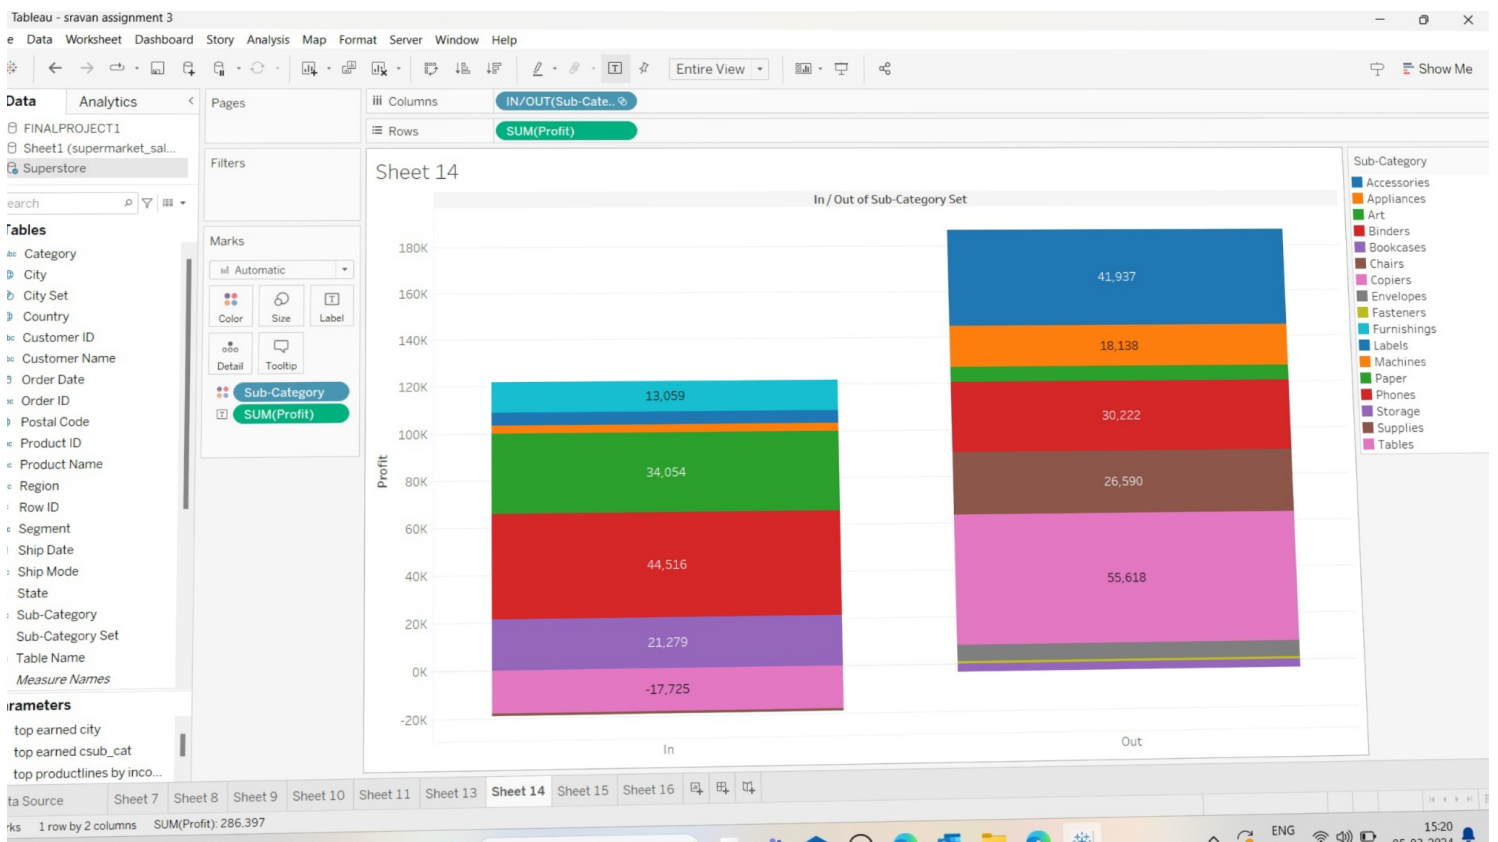 Tableau - sravan assignment 3
Data Worksheet Dashboard Story Analysis Map Format Server Window Help
Entire View
Show Me
Data Analytics
FINALPROJECT1
Sheet1 (supermarket_sal...
Superstore
earch
Tables
Abc Category
City
City Set
Country
Customer ID
Customer Name
Order Date
Order ID
Postal Code
Product ID
Product Name
Region
Row ID
Segment
Ship Date
Ship Mode
State
Sub-Category
Sub-Category Set
Table Name
Measure Names
rameters
top earned city
top earned csub_cat
top productlines by inco...
Pages
Filters
Marks
Automatic
Color Size Label
Detail Tooltip
Sub-Category
SUM(Profit)
Columns IN/OUT(Sub-Cate..
Rows SUM(Profit)
Sheet 14
In / Out of Sub-Category Set
Profit
180K
160K
140K
120K
100K
80K
60K
40K
20K
0K
-20K
13,059
34,054
44,516
21,279
-17,725
41,937
18,138
30,222
26,590
55,618
In Out
Sub-Category
Accessories
Appliances
Art
Binders
Bookcases
Chairs
Copiers
Envelopes
Fasteners
Furnishings
Labels
Machines
Paper
Phones
Storage
Supplies
Tables
ta Source Sheet 7 Sheet 8 Sheet 9 Sheet 10 Sheet 11 Sheet 13 Sheet 14 Sheet 15 Sheet 16
rks 1 row by 2 columns SUM(Profit): 286,397
ENG
15:20